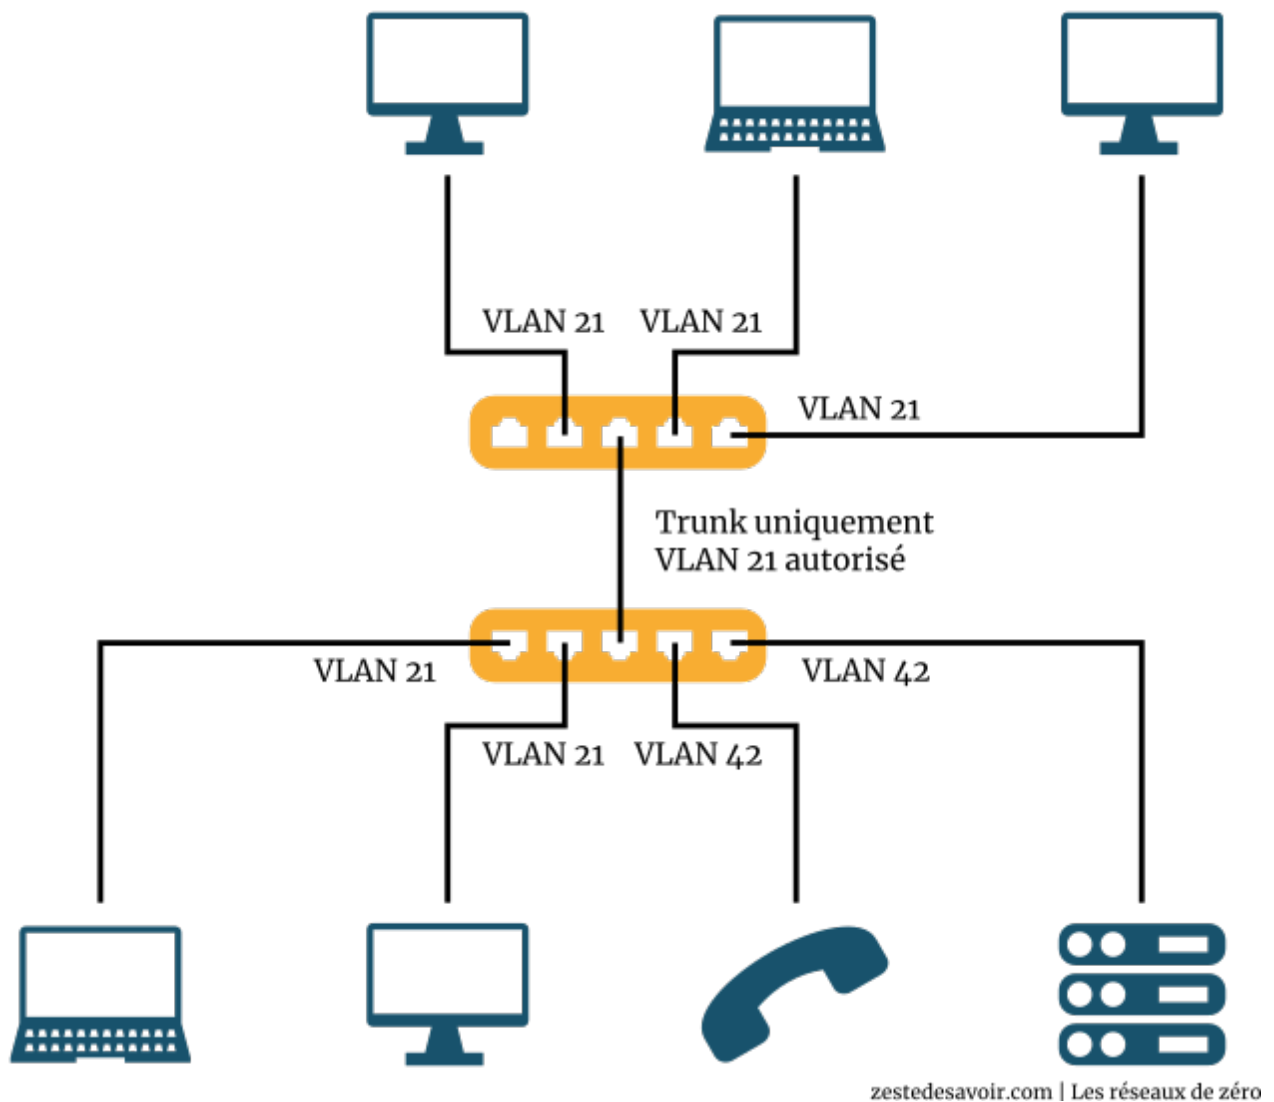 VLAN 21
VLAN 21
VLAN 21
Trunk uniquement
VLAN 21 autorisé
VLAN 21
VLAN 42
VLAN 21
VLAN 42
zestedesavoir.com | Les réseaux de zéro